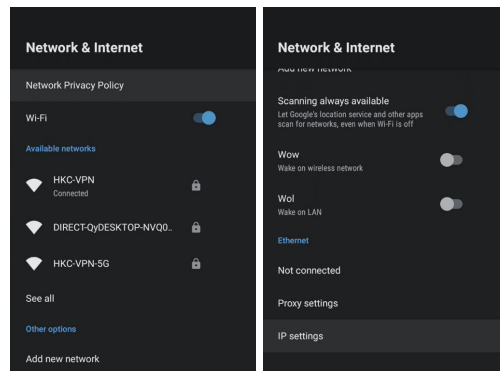 Network & Internet
Network Privacy Policy
Wi-Fi
Available networks
HKC-VPN
Connected
DIRECT-QyDESKTOP-NVQ0..
HKC-VPN-5G
See all
Other options
Add new network
Network & Internet
Add new network
Scanning always available
Let Google's location service and other apps
scan for networks, even when Wi-Fi is off
Wow
Wake on wireless network
Wol
Wake on LAN
Ethernet
Not connected
Proxy settings
IP settings